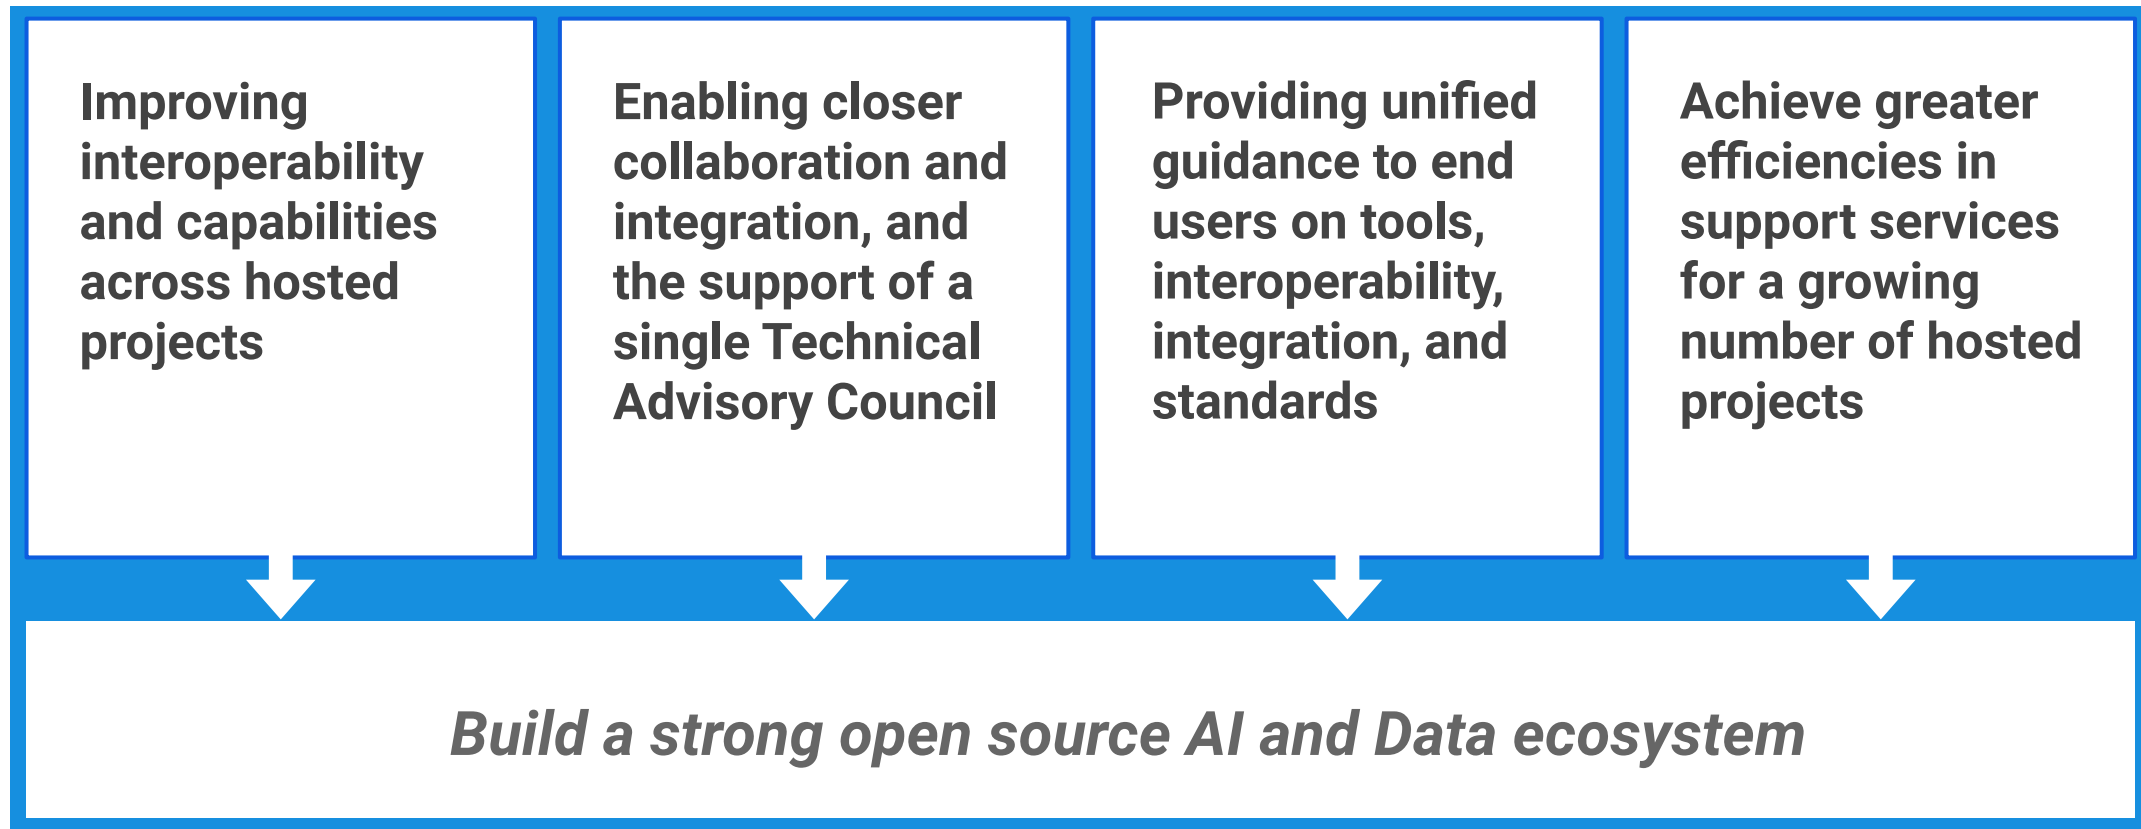 Improving
interoperability
and capabilities
across hosted
projects
Enabling closer
collaboration and
integration, and
the support of a
single Technical
Advisory Council
Providing unified
guidance to end
users on tools,
interoperability,
integration, and
standards
Achieve greater
efficiencies in
support services
for a growing
number of hosted
projects
Build a strong open source AI and Data ecosystem